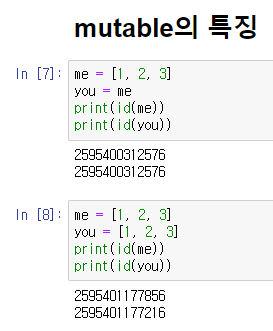 mutable의 특징
In [7]: me = [1, 2, 3]
you = me
print(id(me))
print(id(you))
2595400312576
2595400312576
In [8]: me = [1, 2, 3]
you = [1, 2, 3]
print(id(me))
print(id(you))
2595401177856
2595401177216